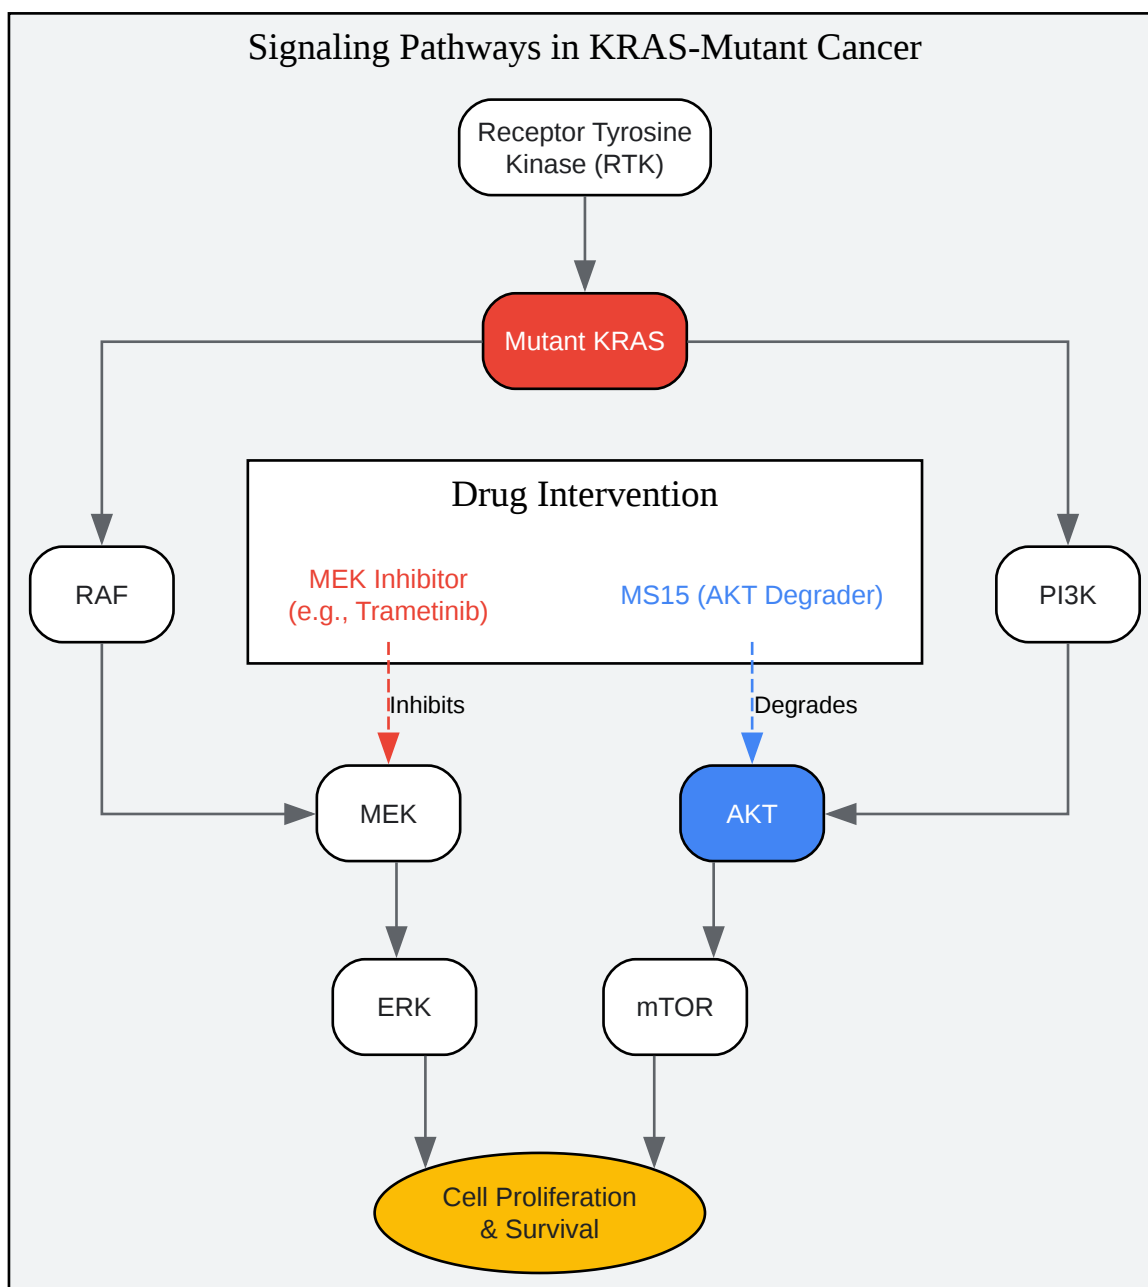 Signaling Pathways in KRAS-Mutant Cancer
Receptor Tyrosine
Kinase (RTK)
Mutant KRAS
Drug Intervention
RAF
MEK Inhibitor
(e.g., Trametinib)
MS15 (AKT Degrader)
PI3K
Inhibits
Degrades
MEK
AKT
ERK
mTOR
Cell Proliferation
& Survival